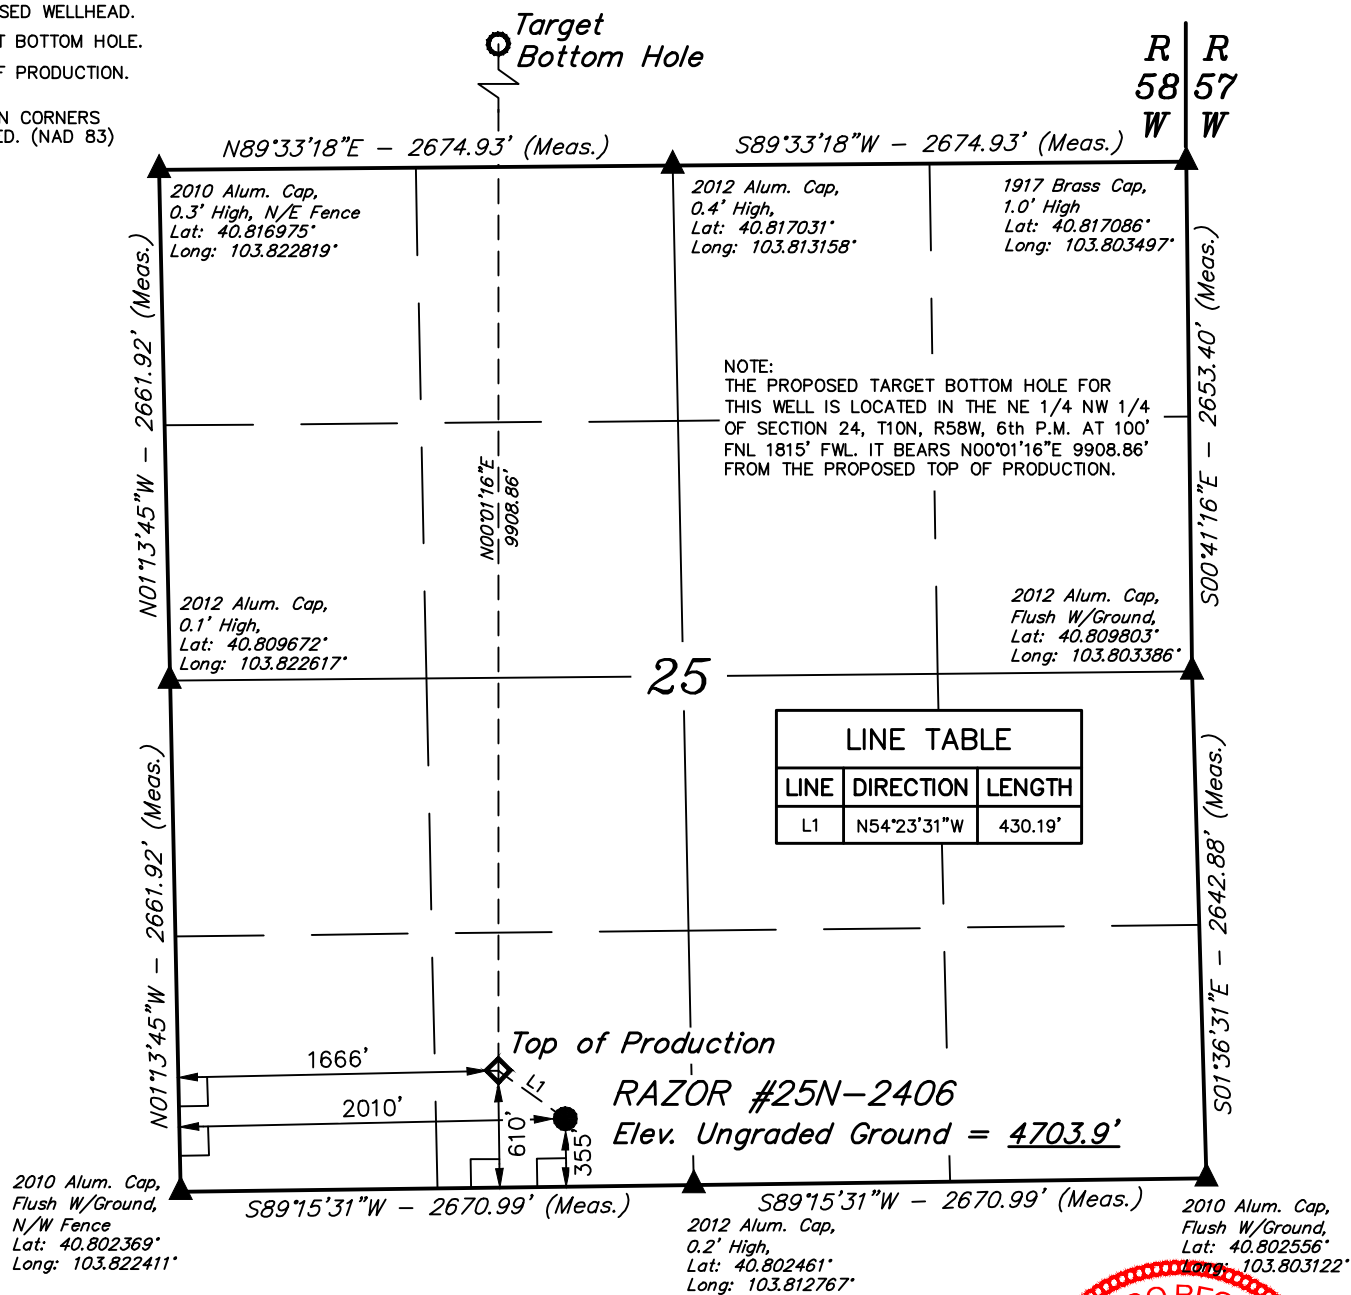 SED WELLHEAD.
T BOTTOM HOLE.
F PRODUCTION.
N CORNERS
ED. (NAD 83)
Target
Bottom Hole
R R
58 57
W W
N89°33'18"E - 2674.93' (Meas.)
S89°33'18"W - 2674.93' (Meas.)
2010 Alum. Cap,
0.3' High, N/E Fence
Lat: 40.816975°
Long: 103.822819°
2012 Alum. Cap,
0.4' High,
Lat: 40.817031°
Long: 103.813158°
1917 Brass Cap,
1.0' High
Lat: 40.817086°
Long: 103.803497°
N01°13'45"W - 2661.92' (Meas.)
S00°41'16"E - 2653.40' (Meas.)
NOTE:
THE PROPOSED TARGET BOTTOM HOLE FOR
THIS WELL IS LOCATED IN THE NE 1/4 NW 1/4
OF SECTION 24, T10N, R58W, 6th P.M. AT 100'
FNL 1815' FWL. IT BEARS N00°01'16"E 9908.86'
FROM THE PROPOSED TOP OF PRODUCTION.
N00°01'16"E
9908.86'
2012 Alum. Cap,
0.1' High,
Lat: 40.809672°
Long: 103.822617°
2012 Alum. Cap,
Flush W/Ground,
Lat: 40.809803°
Long: 103.803386°
25
LINE TABLE
LINE DIRECTION LENGTH
L1 N54°23'31"W 430.19'
N01°13'45"W - 2661.92' (Meas.)
S01°36'31"E - 2642.88' (Meas.)
Top of Production
1666'
L1
RAZOR #25N-2406
2010'
610'
355'
Elev. Ungraded Ground = 4703.9'
2010 Alum. Cap,
Flush W/Ground,
N/W Fence
Lat: 40.802369°
Long: 103.822411°
S89°15'31"W - 2670.99' (Meas.)
S89°15'31"W - 2670.99' (Meas.)
2012 Alum. Cap,
0.2' High,
Lat: 40.802461°
Long: 103.812767°
2010 Alum. Cap,
Flush W/Ground,
Lat: 40.802556°
Long: 103.803122°